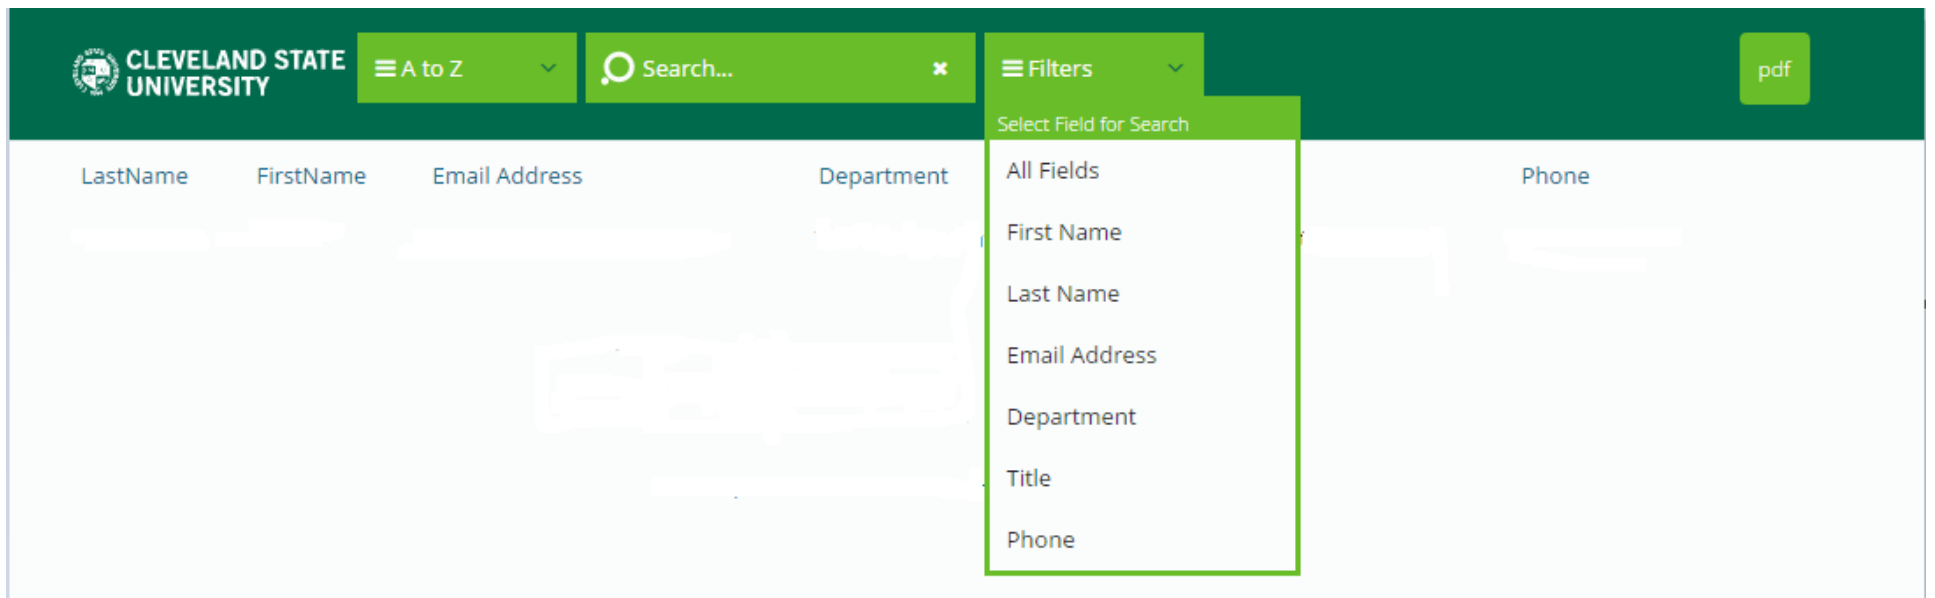 CLEVELAND STATE
UNIVERSITY
A to Z
Search...
Filters
pdf
Select Field for Search
LastName FirstName Email Address Department Phone
All Fields
First Name
Last Name
Email Address
Department
Title
Phone